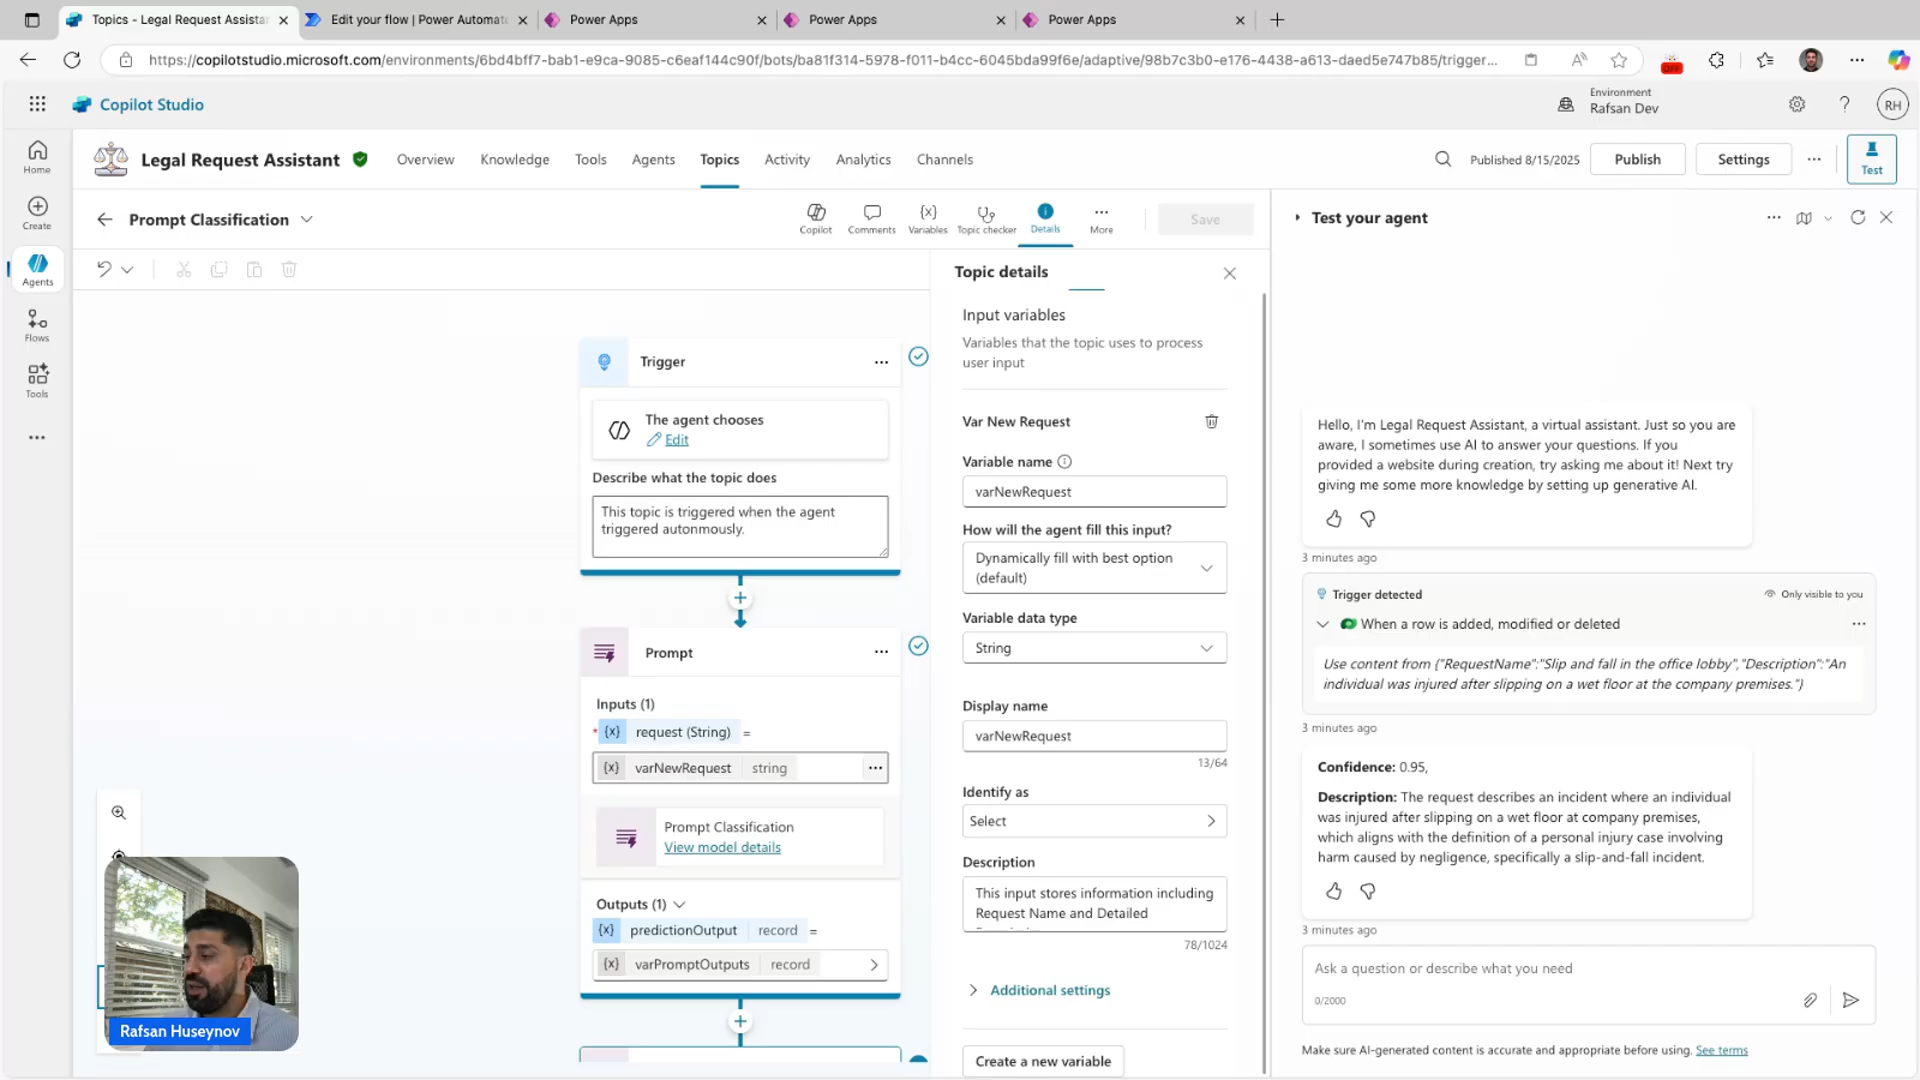 Topics - Legal Request Assistan
Edit your flow | Power Automate
Power Apps
Power Apps
Power Apps
https://copilotstudio.microsoft.com/environments/6bd4bff7-bab1-e9ca-9085-c6eaf144c90f/bots/ba81f314-5978-f011-b4cc-6045bda99f6e/adaptive/98b7c3b0-e176-4438-a613-daed5e747b85/trigger...
OFF
Copilot Studio
Environment
Rafsan Dev
RH
Home
Create
Agents
Flows
Tools
Legal Request Assistant
Overview
Knowledge
Tools
Agents
Topics
Activity
Analytics
Channels
Published 8/15/2025
Publish
Settings
Test
Prompt Classification
Copilot
Comments
Variables
Topic checker
Details
More
Save
Trigger
The agent chooses
Edit
Describe what the topic does
This topic is triggered when the agent
triggered autonmously.
Prompt
Inputs (1)
* {x} request (String) =
{x} varNewRequest string
Prompt Classification
View model details
Outputs (1)
{x} predictionOutput record =
{x} varPromptOutputs record
Topic details
Input variables
Variables that the topic uses to process
user input
Var New Request
Variable name
varNewRequest
How will the agent fill this input?
Dynamically fill with best option
(default)
Variable data type
String
Display name
varNewRequest
13/64
Identify as
Select
Description
This input stores information including
Request Name and Detailed
78/1024
Additional settings
Create a new variable
Test your agent
Hello, I'm Legal Request Assistant, a virtual assistant. Just so you are
aware, I sometimes use AI to answer your questions. If you
provided a website during creation, try asking me about it! Next try
giving me some more knowledge by setting up generative AI.
3 minutes ago
Trigger detected
Only visible to you
When a row is added, modified or deleted
Use content from {"RequestName":"Slip and fall in the office lobby","Description":"An
individual was injured after slipping on a wet floor at the company premises."}
3 minutes ago
Confidence: 0.95,
Description: The request describes an incident where an individual
was injured after slipping on a wet floor at company premises,
which aligns with the definition of a personal injury case involving
harm caused by negligence, specifically a slip-and-fall incident.
3 minutes ago
Ask a question or describe what you need
0/2000
Make sure AI-generated content is accurate and appropriate before using. See terms
Rafsan Huseynov